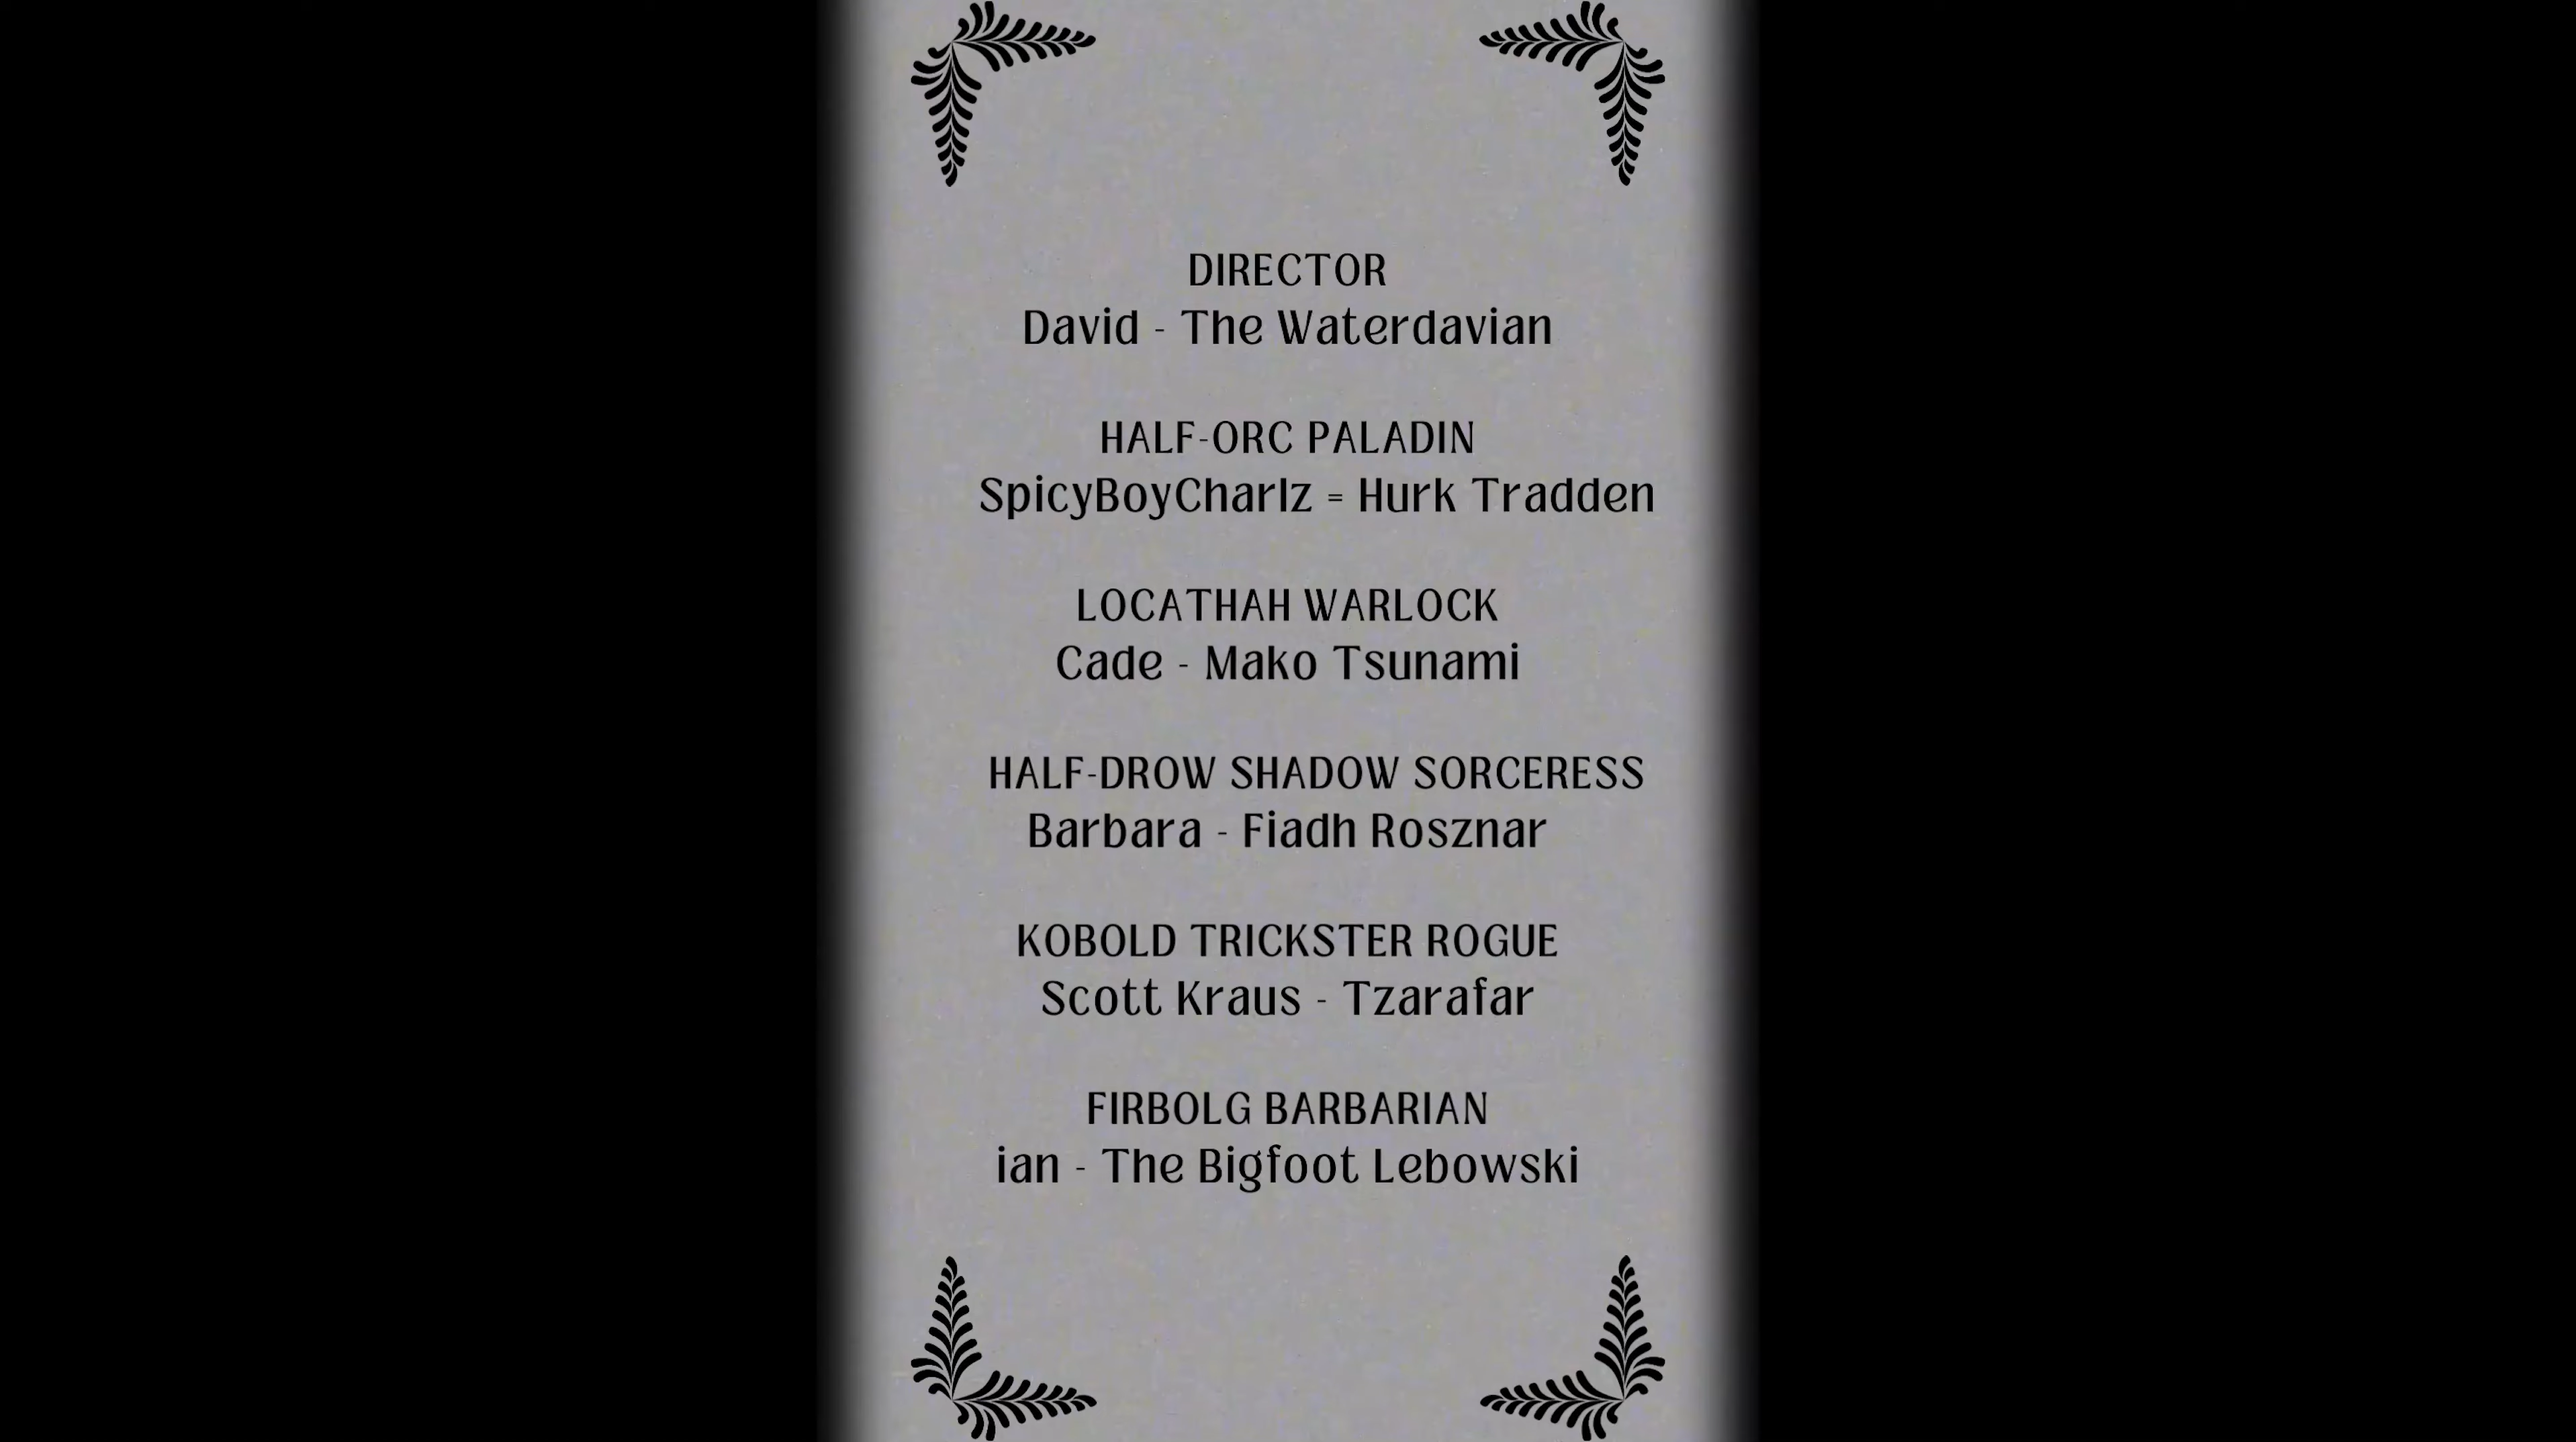 DIRECTOR
David - The Waterdavian
HALF-ORC PALADIN
SpicyBoyCharlz = Hurk Tradden
LOCATHAH WARLOCK
Cade - Mako Tsunami
HALF-DROW SHADOW SORCERESS
Barbara - Fiadh Rosznar
KOBOLD TRICKSTER ROGUE
Scott Kraus - Tzarafar
FIRBOLG BARBARIAN
ian - The Bigfoot Lebowski